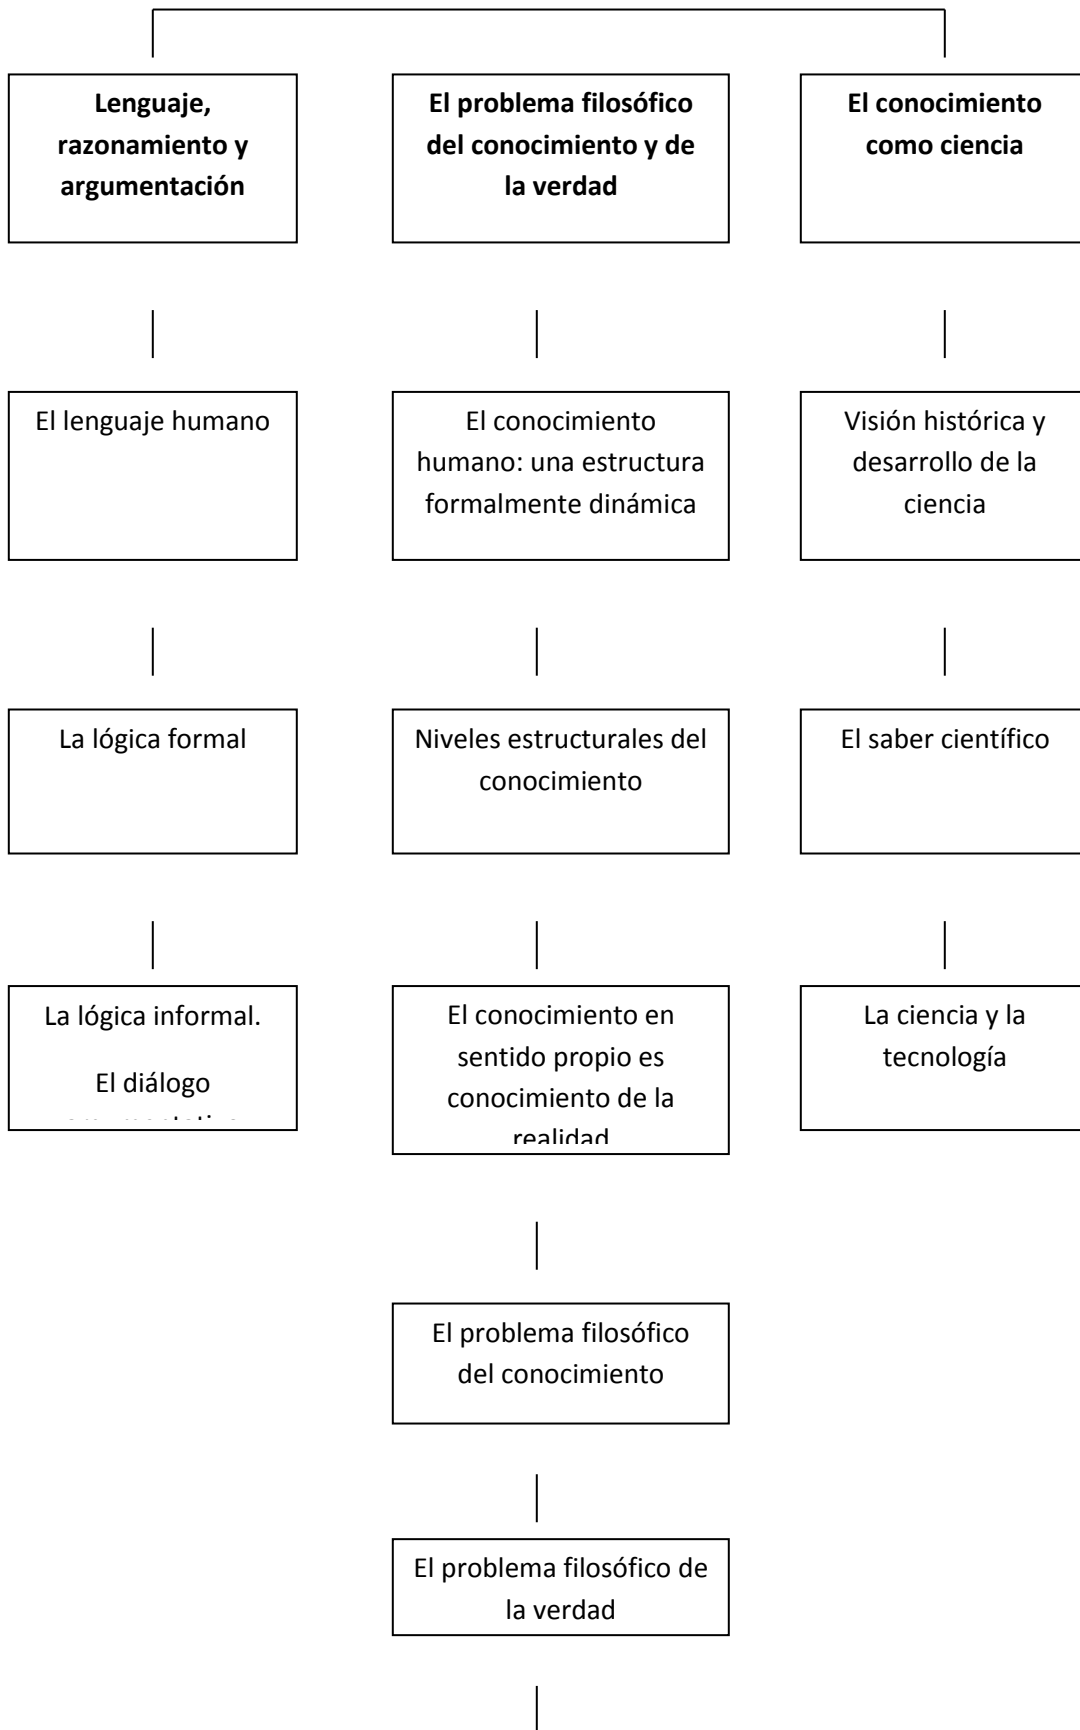 Lenguaje,
razonamiento y
argumentación
El problema filosófico
del conocimiento y de
la verdad
El conocimiento
como ciencia
El lenguaje humano
El conocimiento
humano: una estructura
formalmente dinámica
Visión histórica y
desarrollo de la
ciencia
La lógica formal
Niveles estructurales del
conocimiento
El saber científico
La lógica informal.
El diálogo
El conocimiento en
sentido propio es
conocimiento de la
realidad
La ciencia y la
tecnología
El problema filosófico
del conocimiento
El problema filosófico de
la verdad